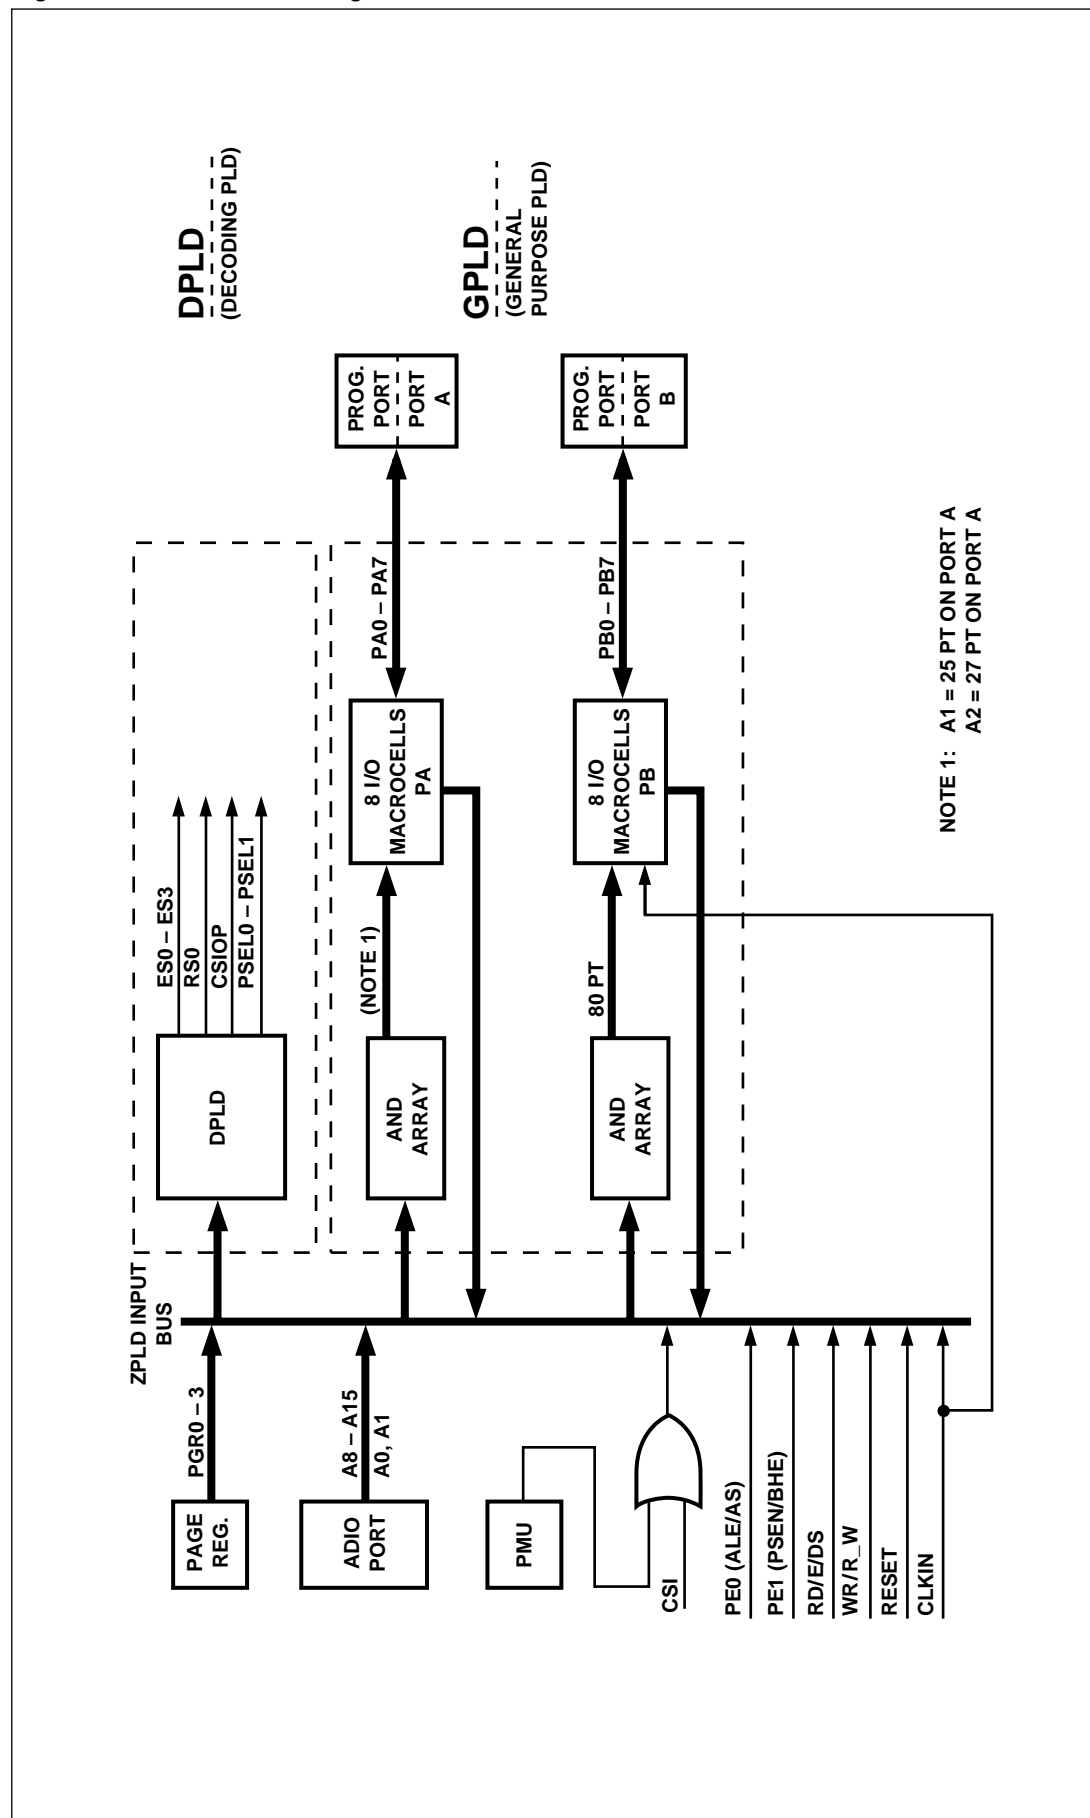 ZPLD INPUT
BUS
PAGE
REG.
PGR0 – 3
DPLD
ES0 – ES3
RS0
CSIOP
PSEL0 – PSEL1
DPLD
(DECODING PLD)
ADIO
PORT
A8 – A15
A0, A1
AND
ARRAY
(NOTE 1)
8 I/O
MACROCELLS
PA
PA0 – PA7
PROG.
PORT
PORT
A
GPLD
(GENERAL
PURPOSE PLD)
PMU
CSI
AND
ARRAY
80 PT
8 I/O
MACROCELLS
PB
PB0 – PB7
PROG.
PORT
PORT
B
PE0 (ALE/AS)
PE1 (PSEN/BHE)
RD/E/DS
WR/R_W
RESET
CLKIN
NOTE 1: A1 = 25 PT ON PORT A
A2 = 27 PT ON PORT A